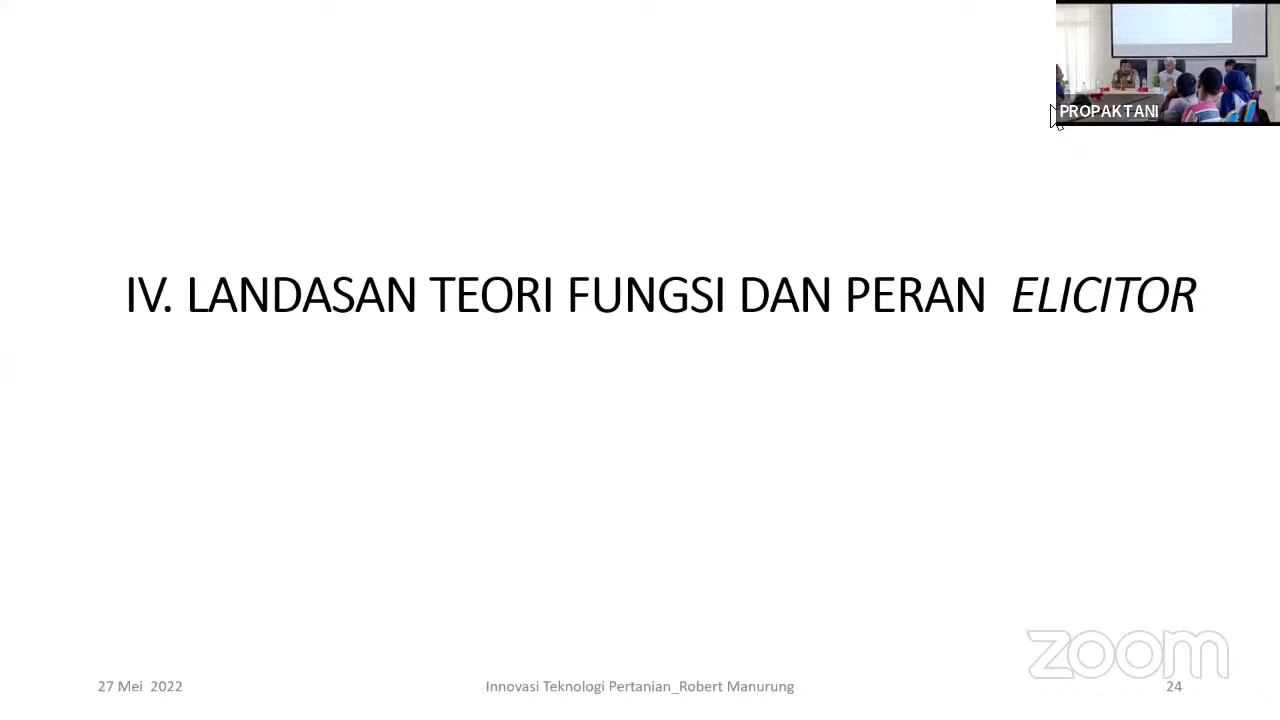 PROPAKTANI
IV. LANDASAN TEORI FUNGSI DAN PERAN ELICITOR
zoom
27 Mei 2022
Innovasi Teknologi Pertanian_Robert Manurung
24